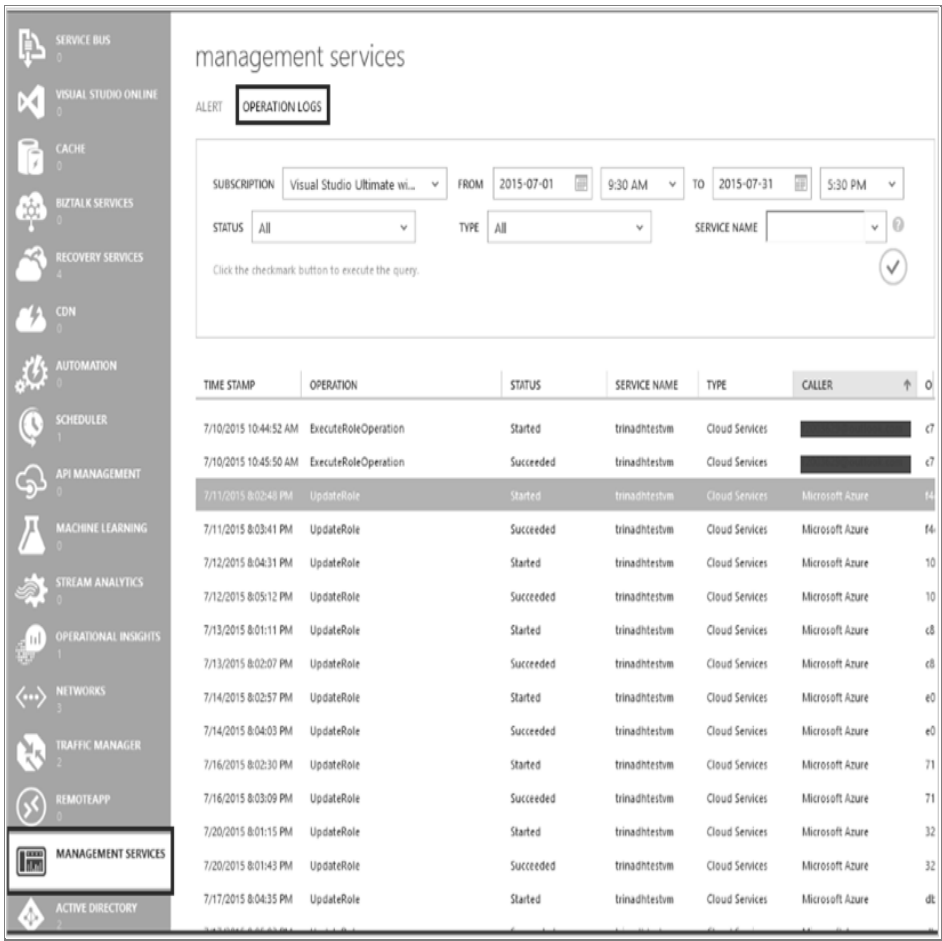 SERVICE BUS
0
VISUAL STUDIO ONLINE
0
CACHE
0
BIZTALK SERVICES
0
RECOVERY SERVICES
4
CDN
0
AUTOMATION
0
SCHEDULER
1
API MANAGEMENT
0
MACHINE LEARNING
0
STREAM ANALYTICS
0
OPERATIONAL INSIGHTS
1
NETWORKS
3
TRAFFIC MANAGER
2
REMOTEAPP
0
MANAGEMENT SERVICES
ACTIVE DIRECTORY
2
management services
ALERT OPERATION LOGS
SUBSCRIPTION Visual Studio Ultimate wi... FROM 2015-07-01 9:30 AM TO 2015-07-31 5:30 PM
STATUS All TYPE All SERVICE NAME
Click the checkmark button to execute the query.
TIME STAMP OPERATION STATUS SERVICE NAME TYPE CALLER O
7/10/2015 10:44:52 AM ExecuteRoleOperation Started trinadhtestvm Cloud Services c7
7/10/2015 10:45:50 AM ExecuteRoleOperation Succeeded trinadhtestvm Cloud Services c7
7/11/2015 8:02:48 PM UpdateRole Started trinadhtestvm Cloud Services Microsoft Azure f4
7/11/2015 8:03:41 PM UpdateRole Succeeded trinadhtestvm Cloud Services Microsoft Azure f4
7/12/2015 8:04:31 PM UpdateRole Started trinadhtestvm Cloud Services Microsoft Azure 10
7/12/2015 8:05:12 PM UpdateRole Succeeded trinadhtestvm Cloud Services Microsoft Azure 10
7/13/2015 8:01:11 PM UpdateRole Started trinadhtestvm Cloud Services Microsoft Azure c8
7/13/2015 8:02:07 PM UpdateRole Succeeded trinadhtestvm Cloud Services Microsoft Azure c8
7/14/2015 8:02:57 PM UpdateRole Started trinadhtestvm Cloud Services Microsoft Azure e0
7/14/2015 8:04:03 PM UpdateRole Succeeded trinadhtestvm Cloud Services Microsoft Azure e0
7/16/2015 8:02:30 PM UpdateRole Started trinadhtestvm Cloud Services Microsoft Azure 71
7/16/2015 8:03:09 PM UpdateRole Succeeded trinadhtestvm Cloud Services Microsoft Azure 71
7/20/2015 8:01:15 PM UpdateRole Started trinadhtestvm Cloud Services Microsoft Azure 32
7/20/2015 8:01:43 PM UpdateRole Succeeded trinadhtestvm Cloud Services Microsoft Azure 32
7/17/2015 8:04:35 PM UpdateRole Started trinadhtestvm Cloud Services Microsoft Azure